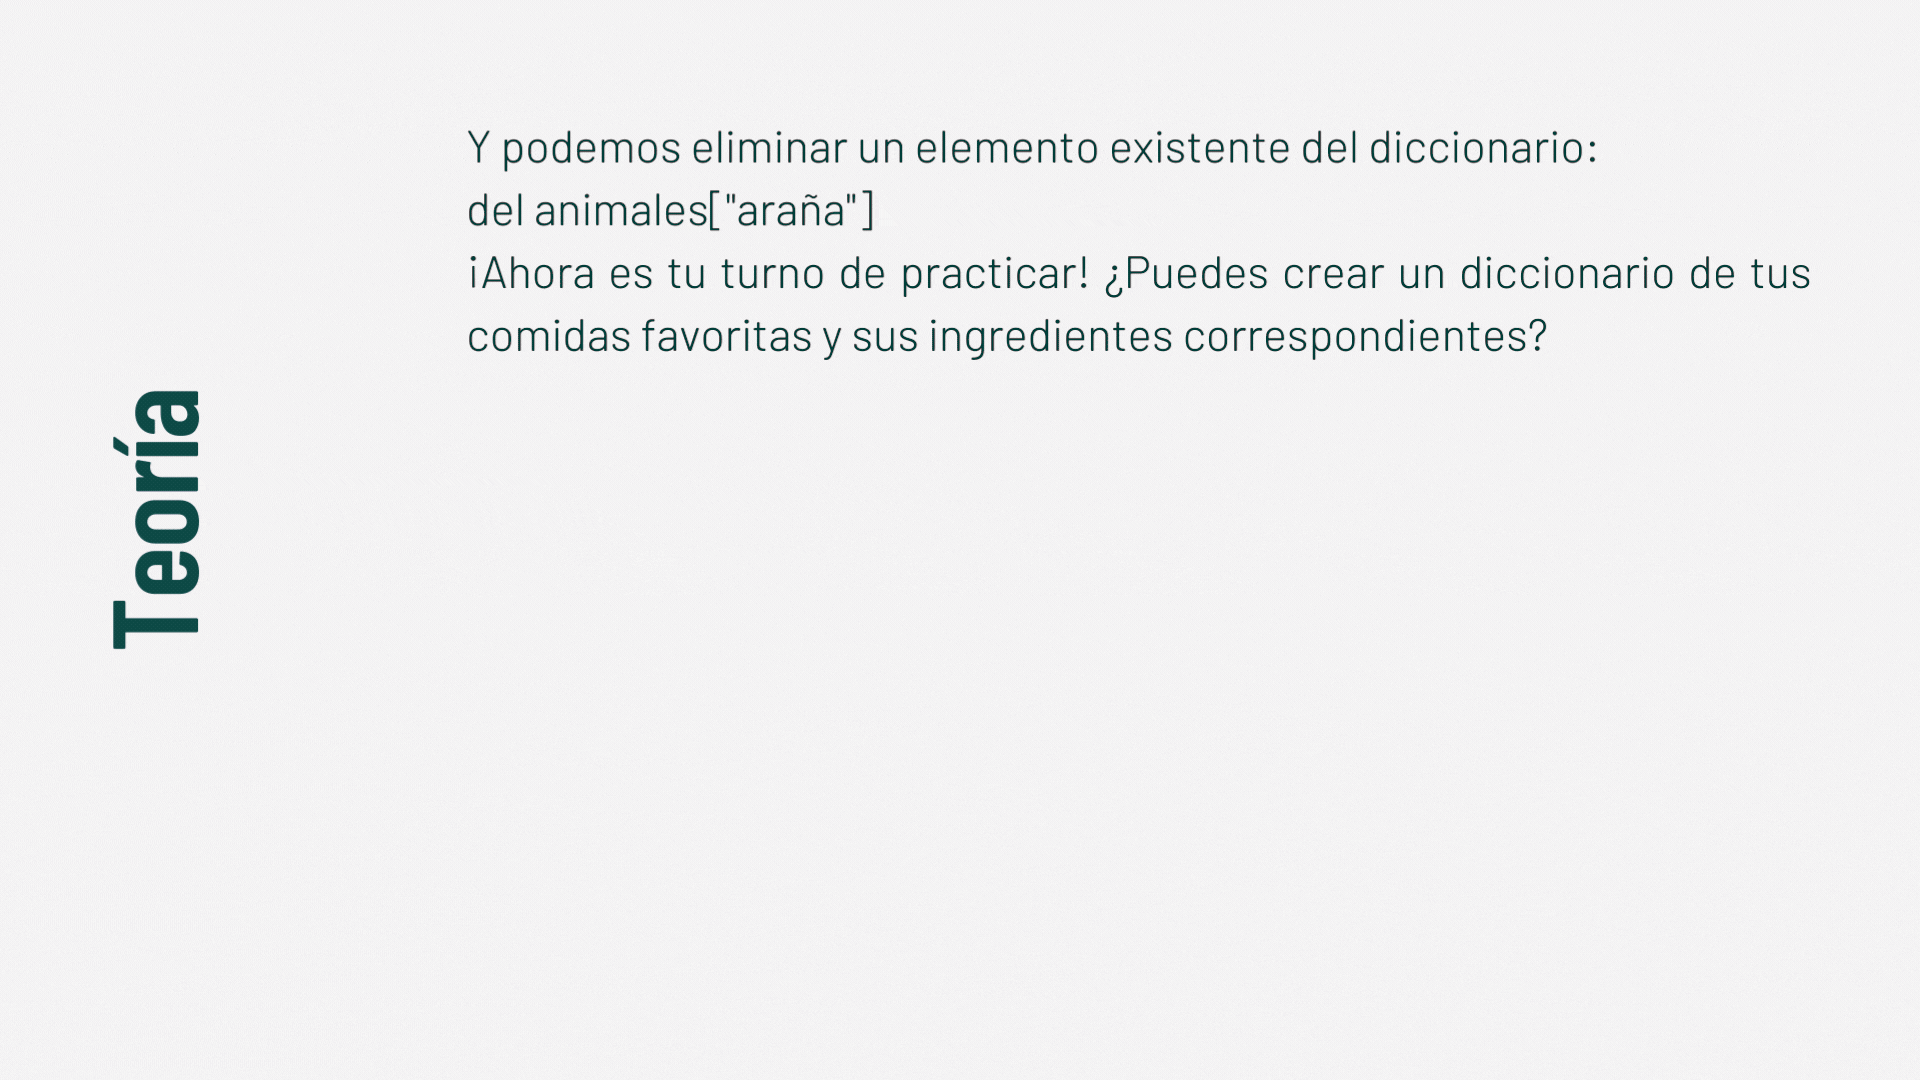 Teoría
Y podemos eliminar un elemento existente del diccionario:
del animales["araña"]
¡Ahora es tu turno de practicar! ¿Puedes crear un diccionario de tus
comidas favoritas y sus ingredientes correspondientes?